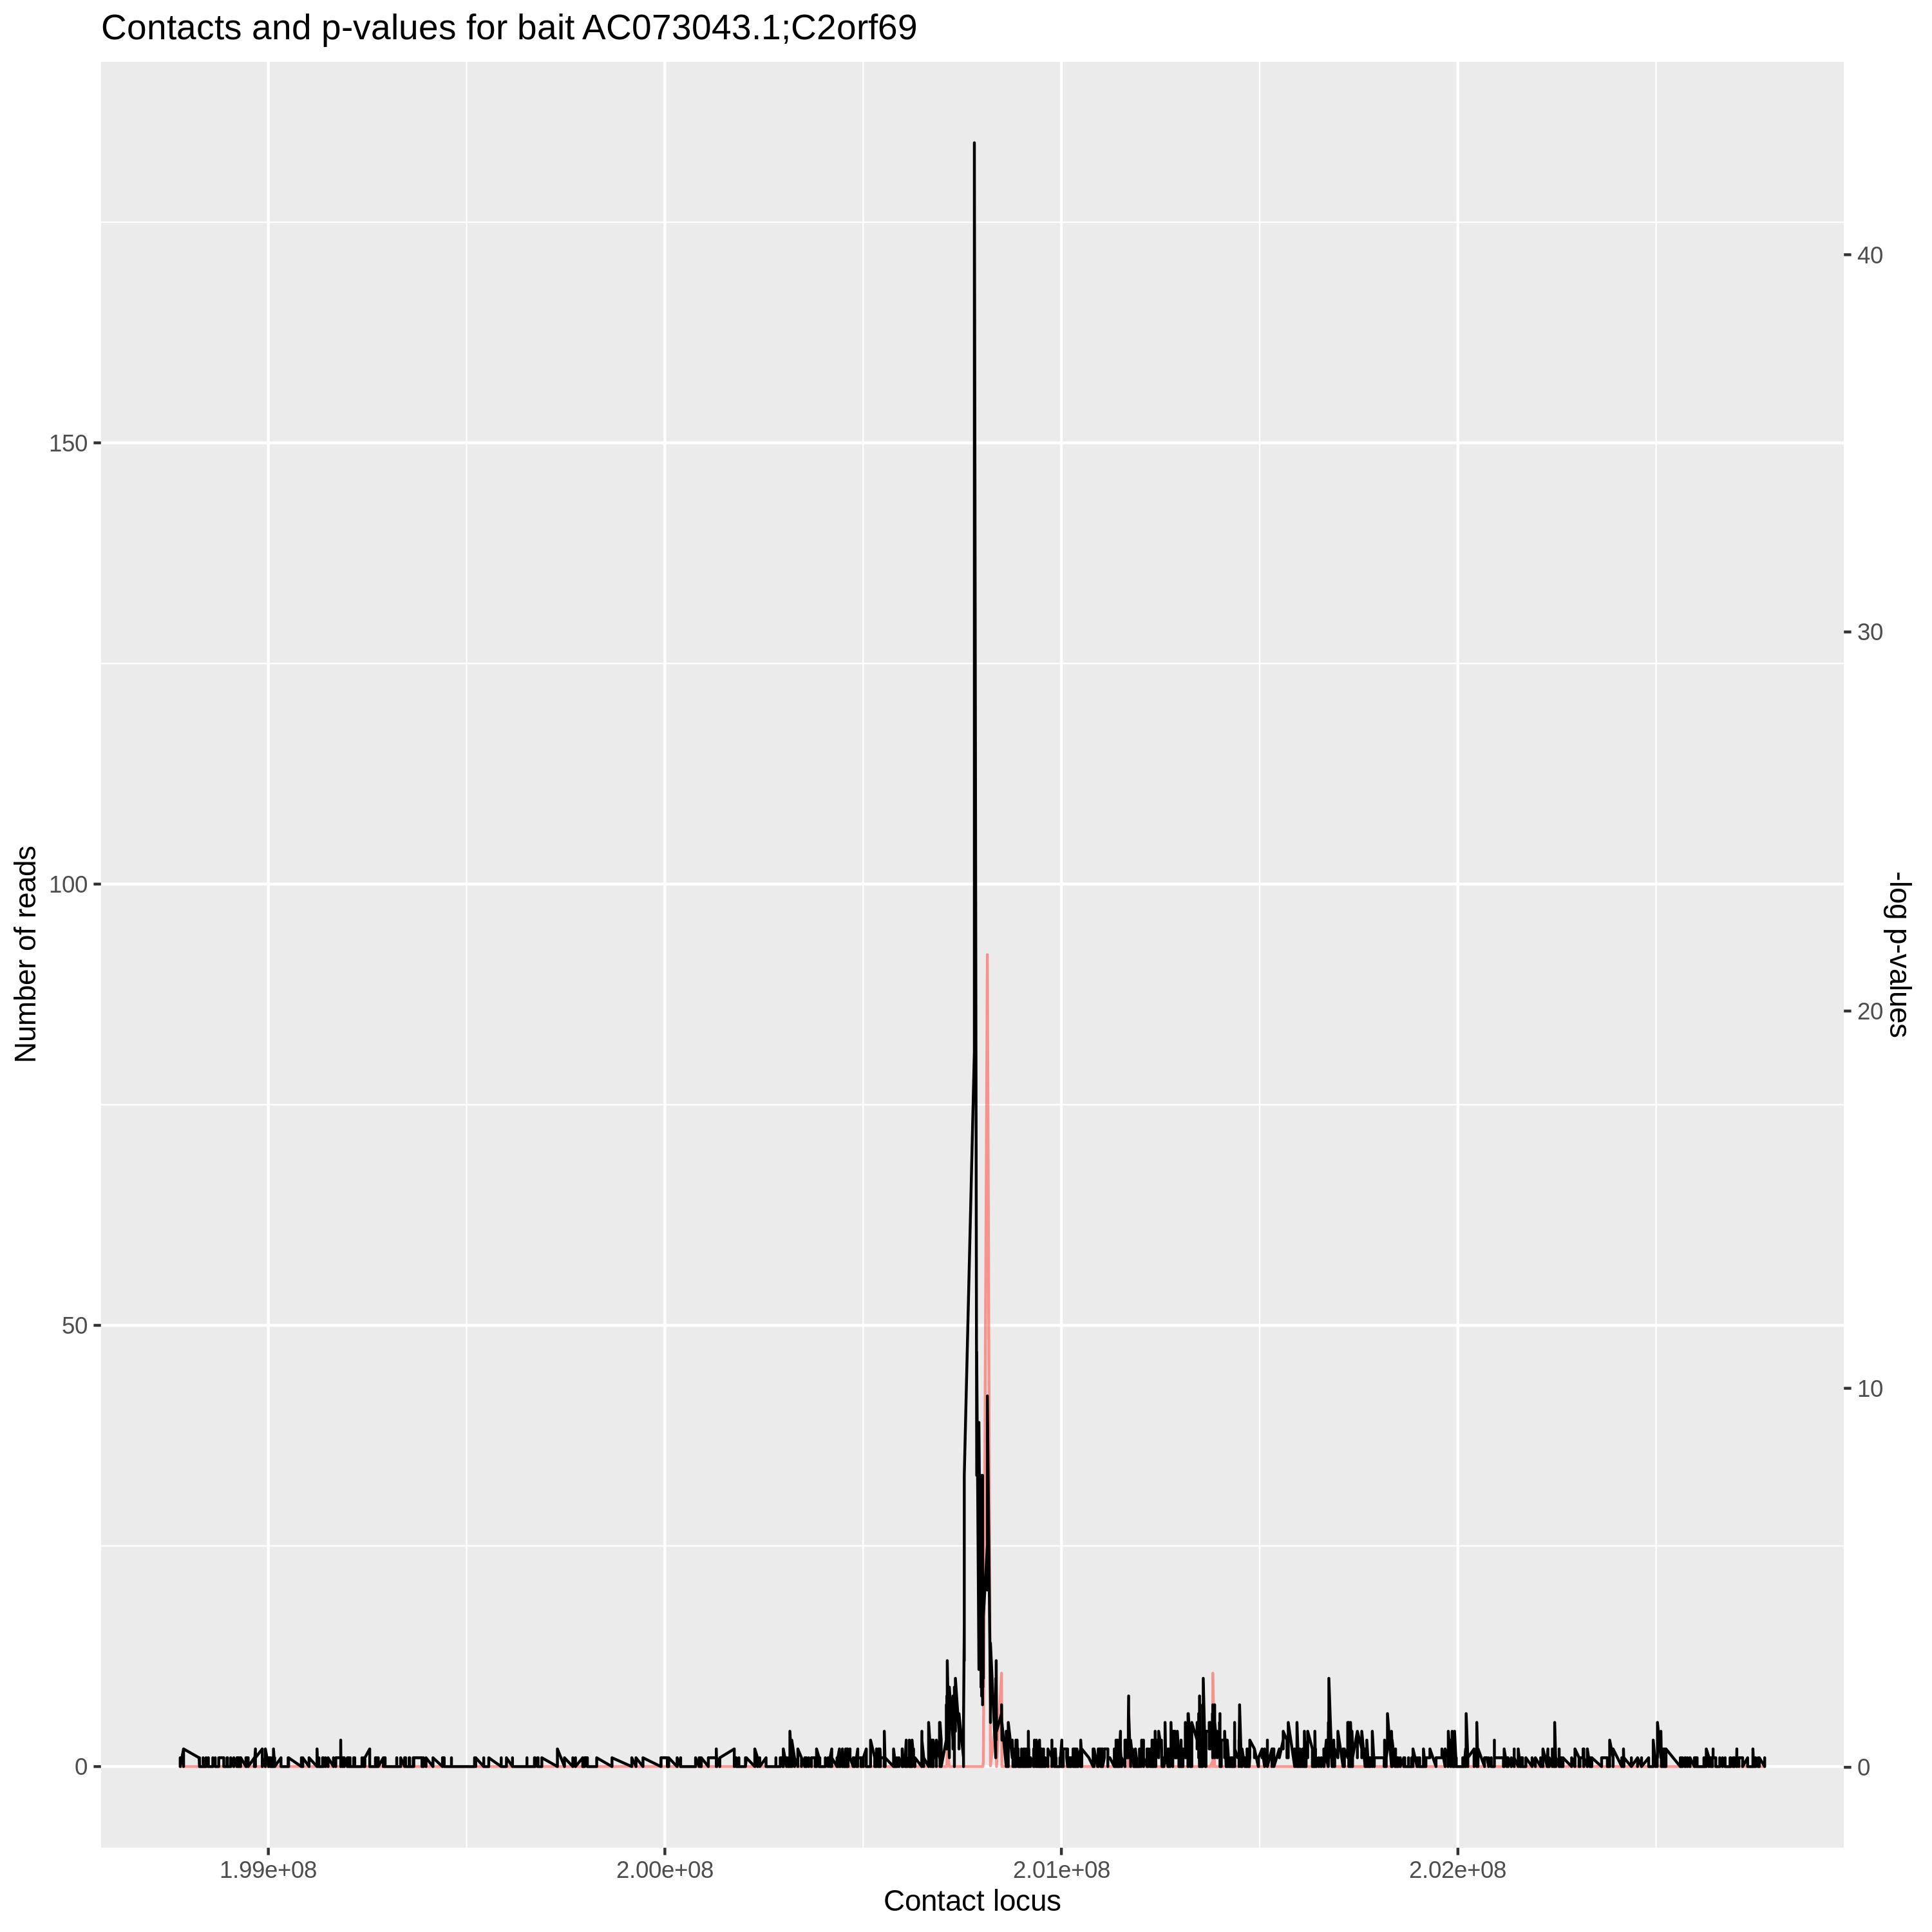 Contacts and p-values for bait AC073043.1;C2orf69
Number of reads
150
100
50
0
40
30
20
10
0
-log p-values
1.99e+08
2.00e+08
2.01e+08
2.02e+08
Contact locus